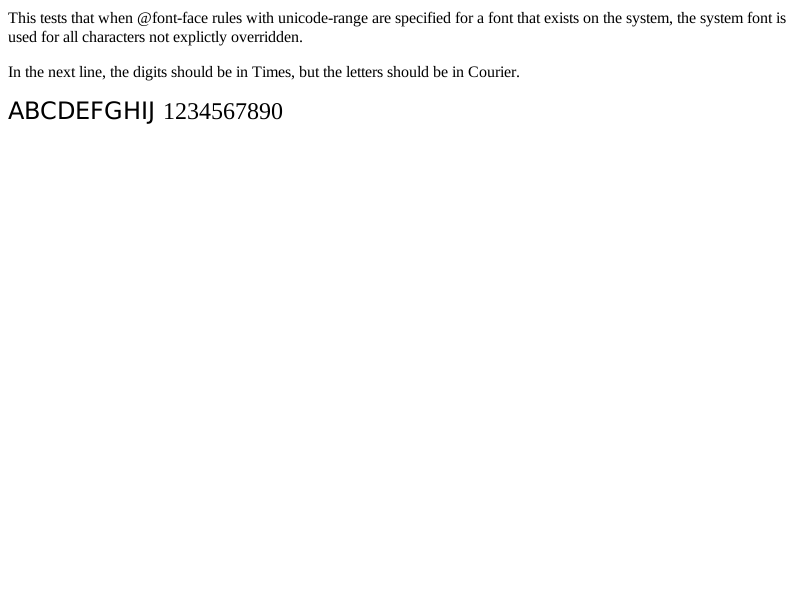 This tests that when @font-face rules with unicode-range are specified for a font that exists on the system, the system font is
used for all characters not explictly overridden.
In the next line, the digits should be in Times, but the letters should be in Courier.
ABCDEFGHIJ 1234567890